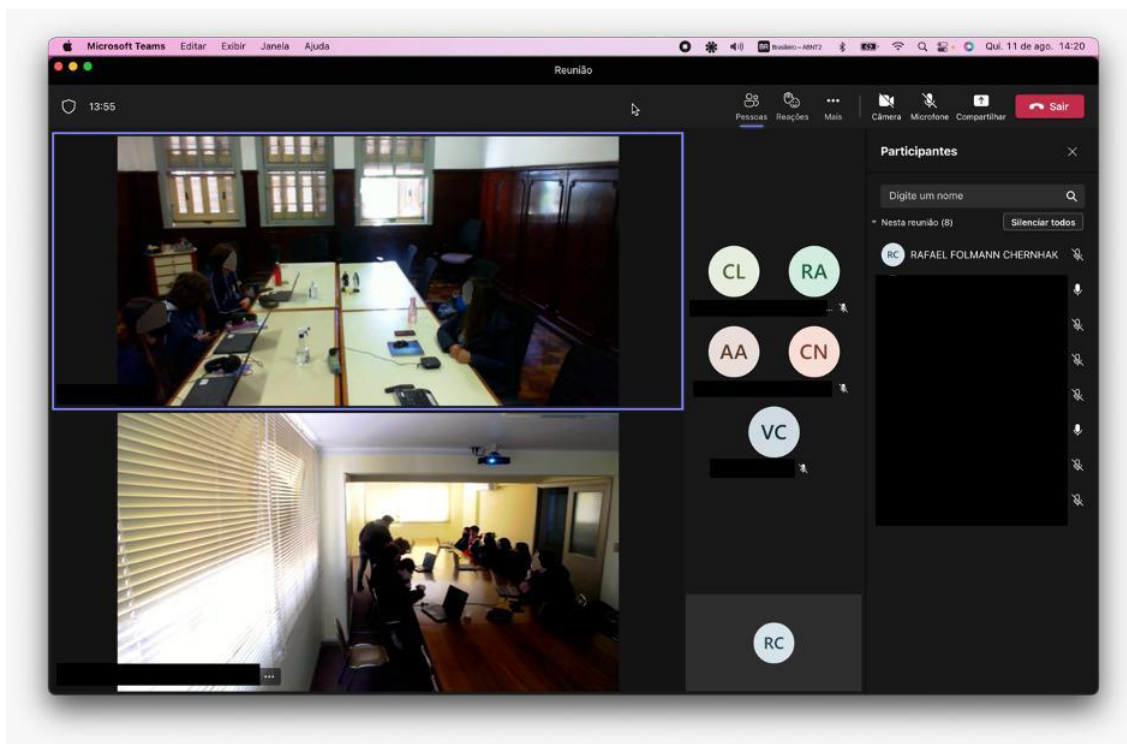 Microsoft Teams Editar Exibir Janela Ajuda
BR Brasileiro – ABNT2 Qui. 11 de ago. 14:20
Reunião
13:55
Pessoas Reações Mais Câmera Microfone Compartilhar Sair
Participantes
Digite um nome
Nesta reunião (8) Silenciar todos
RC RAFAEL FOLMANN CHERNHAK
CL RA
...
AA CN
VC
RC
...